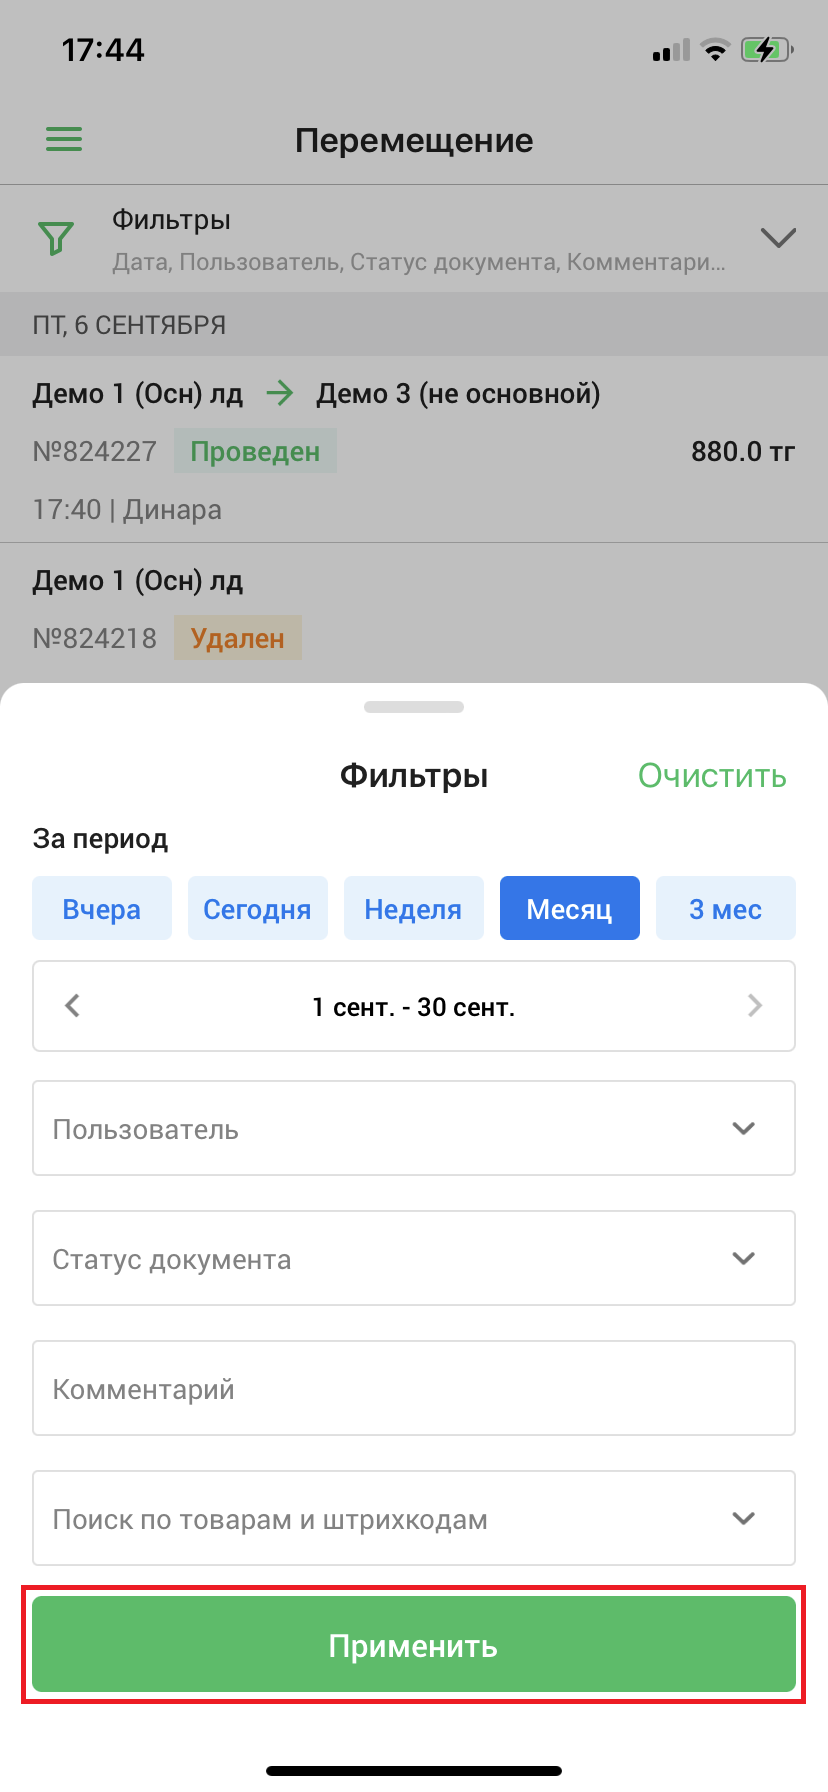 17:44
Перемещение
Фильтры
Дата, Пользователь, Статус документа, Комментари...
ПТ, 6 СЕНТЯБРЯ
Демо 1 (Осн) лд → Демо 3 (не основной)
№824227 Проведен 880.0 тг
17:40 | Динара
Демо 1 (Осн) лд
№824218 Удален
Фильтры Очистить
За период
Вчера Сегодня Неделя Месяц 3 мес
1 сент. - 30 сент.
Пользователь
Статус документа
Комментарий
Поиск по товарам и штрихкодам
Применить